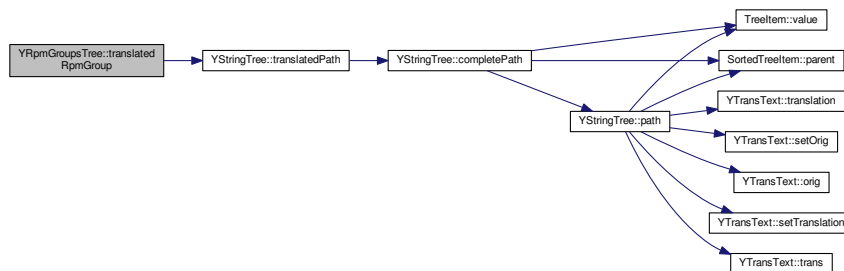 YRpmGroupsTree::translated
RpmGroup
YStringTree::translatedPath
YStringTree::completePath
YStringTree::path
TreeItem::value
SortedTreeItem::parent
YTransText::translation
YTransText::setOrig
YTransText::orig
YTransText::setTranslation
YTransText::trans